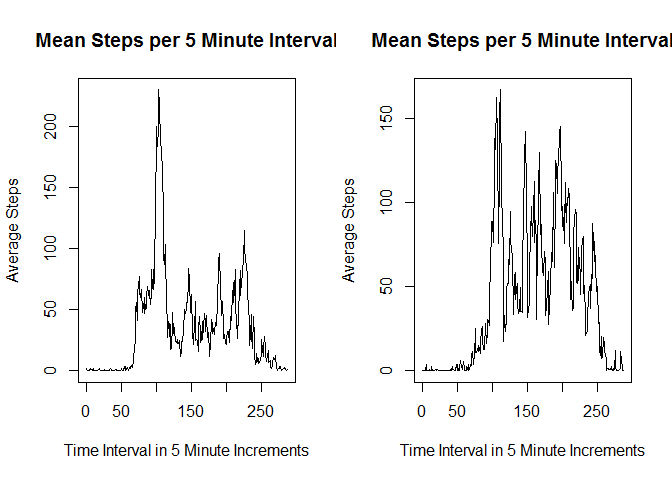 Mean Steps per 5 Minute Interval
200
150
100
50
0
Average Steps
0 50 150 250
Time Interval in 5 Minute Increments
Mean Steps per 5 Minute Interval
150
100
50
0
Average Steps
0 50 150 250
Time Interval in 5 Minute Increments